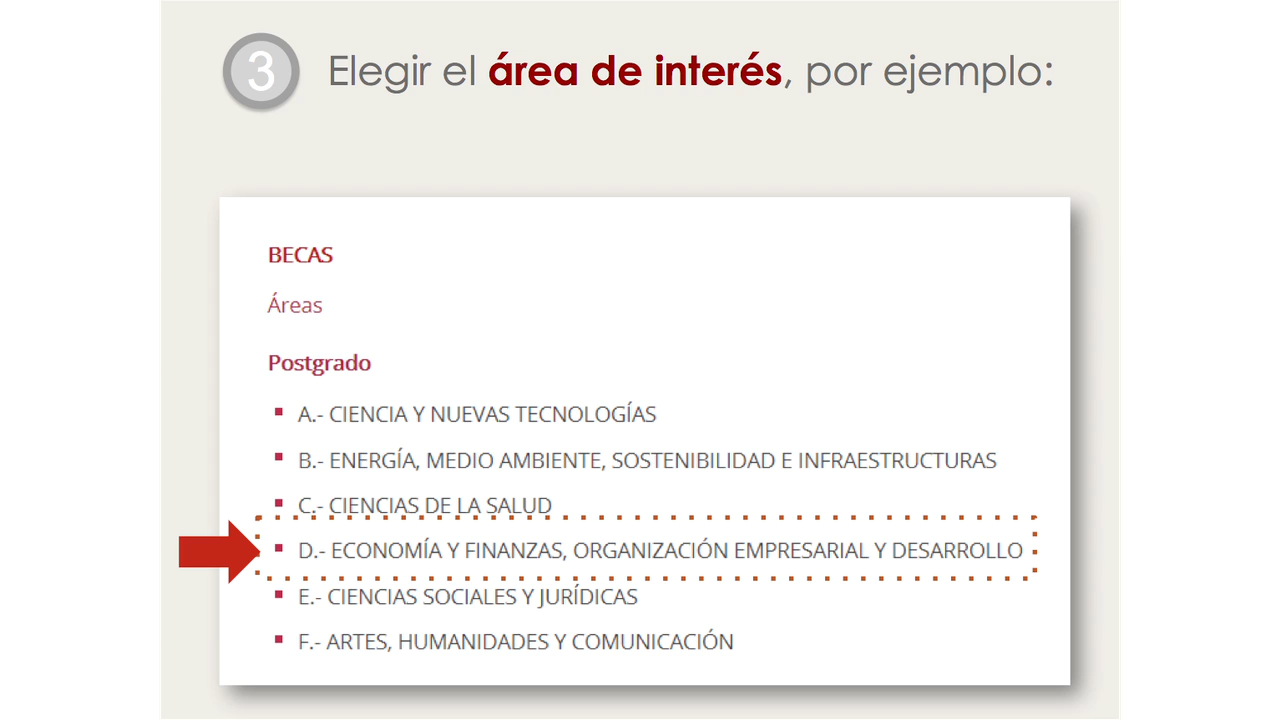 3 Elegir el área de interés, por ejemplo:
BECAS
Áreas
Postgrado
A.- CIENCIA Y NUEVAS TECNOLOGÍAS
B.- ENERGÍA, MEDIO AMBIENTE, SOSTENIBILIDAD E INFRAESTRUCTURAS
C.- CIENCIAS DE LA SALUD
D.- ECONOMÍA Y FINANZAS, ORGANIZACIÓN EMPRESARIAL Y DESARROLLO
E.- CIENCIAS SOCIALES Y JURÍDICAS
F.- ARTES, HUMANIDADES Y COMUNICACIÓN